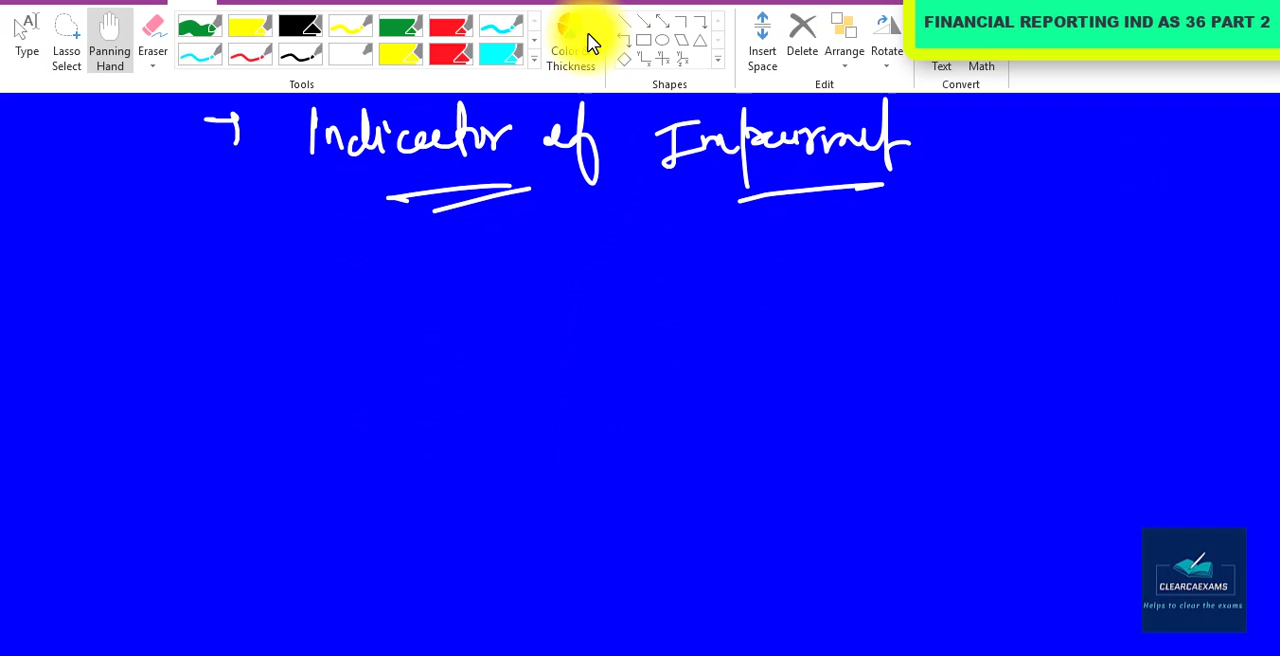 FINANCIAL REPORTING IND AS 36 PART 2
Type
Lasso Select
Panning Hand
Eraser
Color & Thickness
Insert Space
Delete
Arrange
Rotate
Text
Math
Tools
Shapes
Edit
Convert
→ Indicator of Impairment
CLEARCAEXAMS
Helps to clear the exams